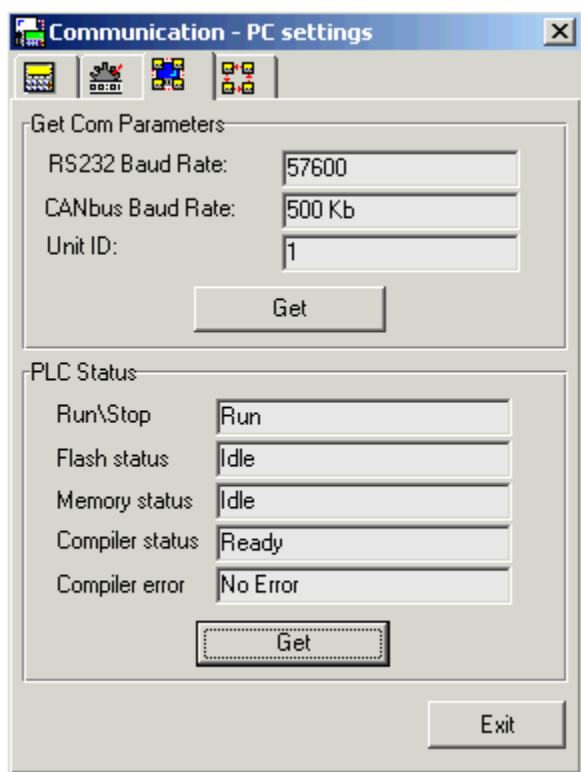 Communication - PC settings
Get Com Parameters
RS232 Baud Rate: 57600
CANbus Baud Rate: 500 Kb
Unit ID: 1
Get
PLC Status
Run\Stop Run
Flash status Idle
Memory status Idle
Compiler status Ready
Compiler error No Error
Get
Exit